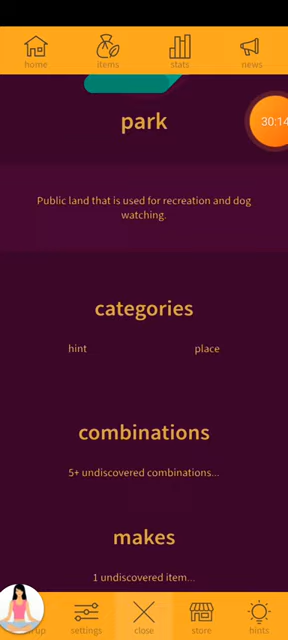 home items stats news
park
30:14
Public land that is used for recreation and dog
watching.
categories
hint place
combinations
5+ undiscovered combinations...
makes
1 undiscovered item...
up settings close store hints